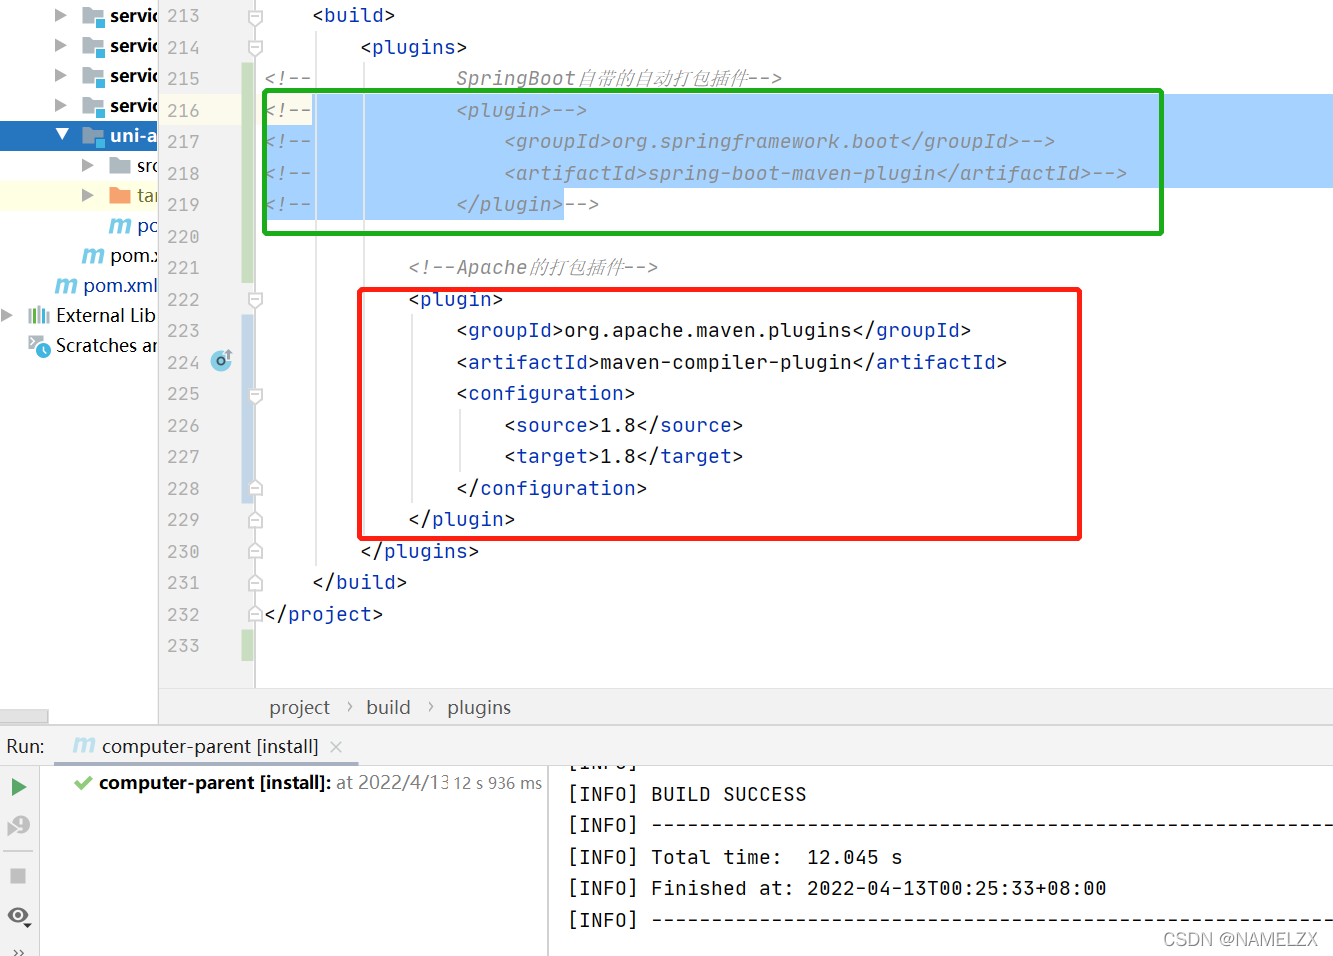 servic
servic
servic
servic
uni-a
src
tar
po
pom.x
pom.xml
External Lib
Scratches an
213 <build>
214 <plugins>
215 <!-- SpringBoot自带的自动打包插件-->
216 <!-- <plugin>-->
217 <!-- <groupId>org.springframework.boot</groupId>-->
218 <!-- <artifactId>spring-boot-maven-plugin</artifactId>-->
219 <!-- </plugin>-->
220
221 <!--Apache的打包插件-->
222 <plugin>
223 <groupId>org.apache.maven.plugins</groupId>
224 <artifactId>maven-compiler-plugin</artifactId>
225 <configuration>
226 <source>1.8</source>
227 <target>1.8</target>
228 </configuration>
229 </plugin>
230 </plugins>
231 </build>
232 </project>
233
project › build › plugins
Run: computer-parent [install] ×
computer-parent [install]: at 2022/4/13 12 s 936 ms
[INFO]
[INFO] BUILD SUCCESS
[INFO] --------------------------------------------------------
[INFO] Total time:  12.045 s
[INFO] Finished at: 2022-04-13T00:25:33+08:00
[INFO] --------------------------------------------------------
CSDN @NAMELZX